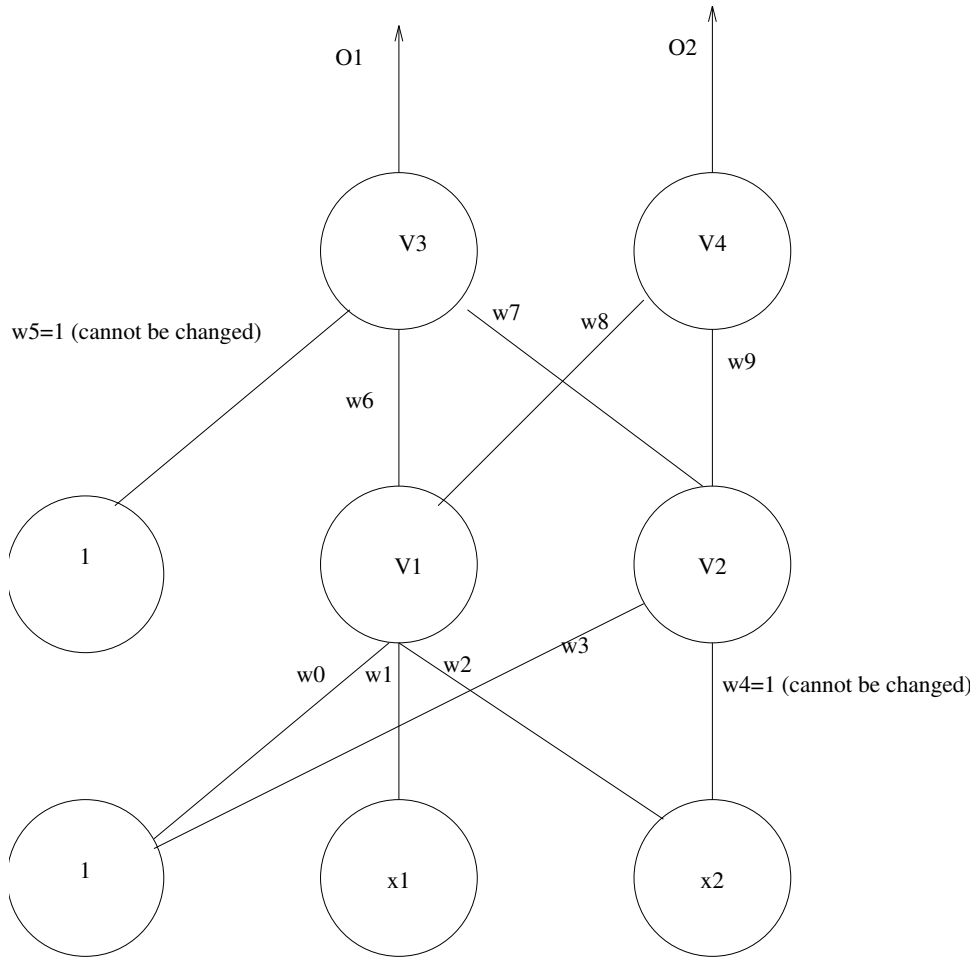 O1
O2
V3
V4
w5=1 (cannot be changed)
w7
w8
w6
w9
1
V1
V2
w0
w1
w2
w3
w4=1 (cannot be changed)
1
x1
x2